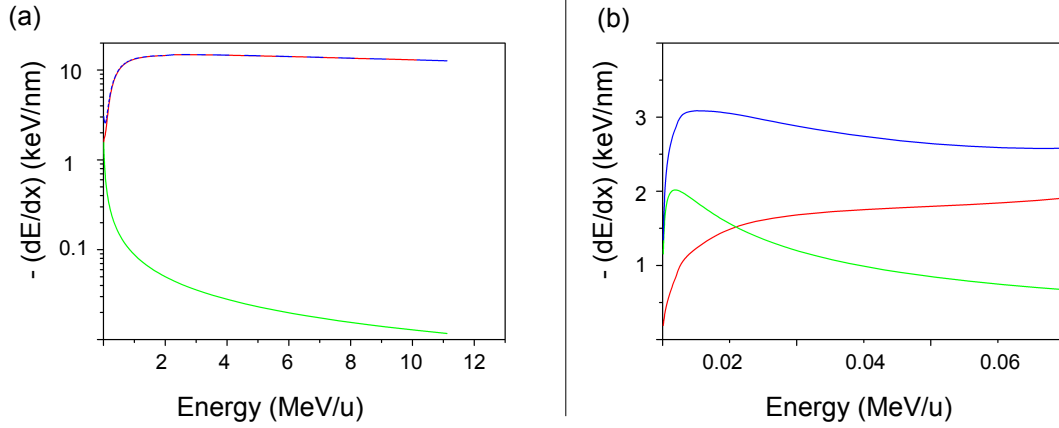 (a)
- (dE/dx) (keV/nm)
10
1
0.1
2
4
6
8
10
12
Energy (MeV/u)
(b)
- (dE/dx) (keV/nm)
3
2
1
0.02
0.04
0.06
Energy (MeV/u)